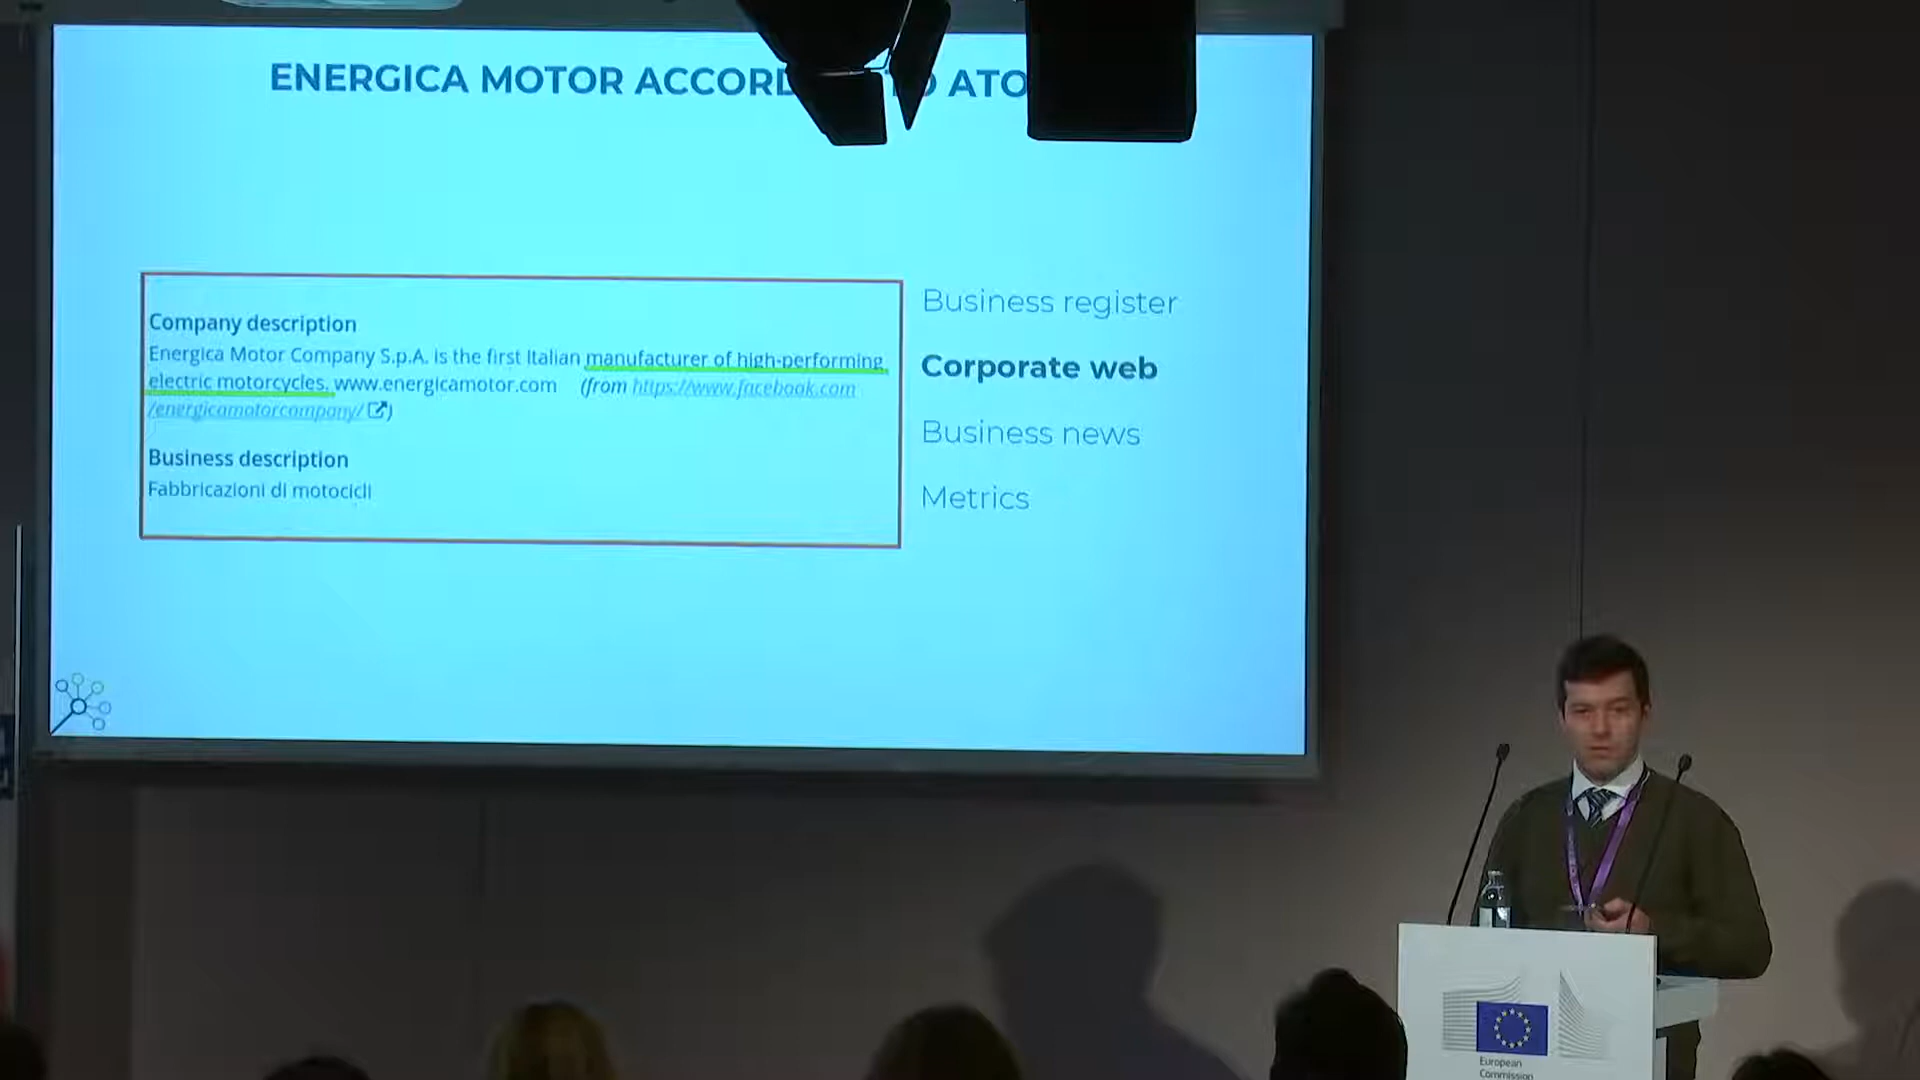 ENERGICA MOTOR
Company description
Energica Motor Company S.p.A. is the first Italian manufacturer of high-performing
electric motorcycles. www.energicamotor.com (from https://www.facebook.com
/energicamotorcompany/ )
Business description
Fabbricazioni di motocicli
Business register
Corporate web
Business news
Metrics
European
Commission